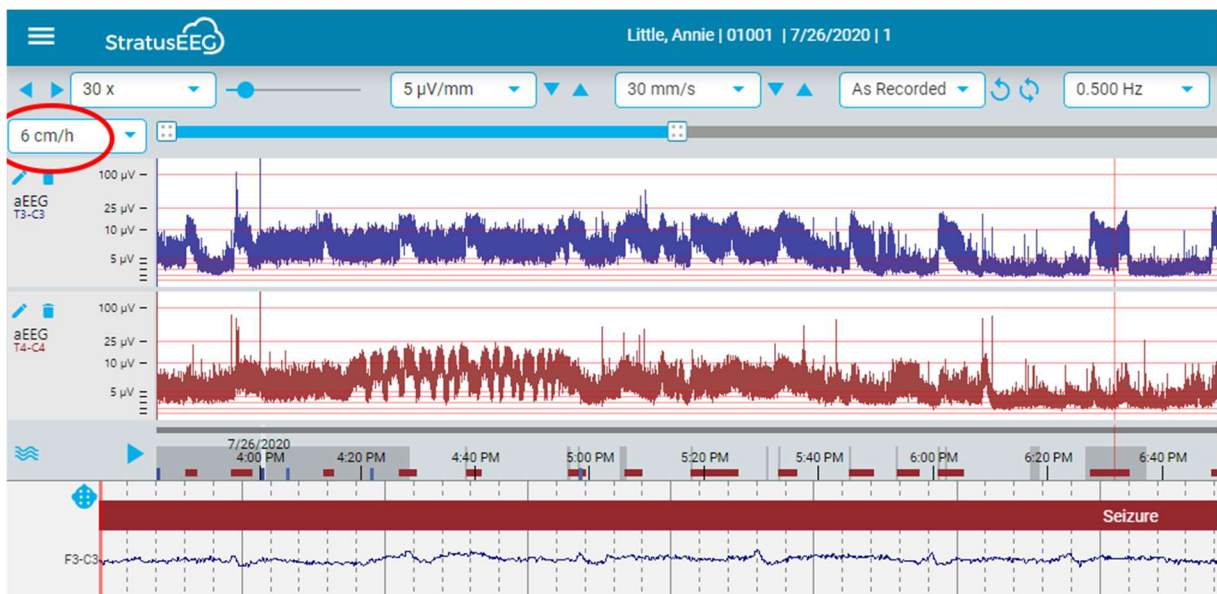 StratusEEG
Little, Annie | 01001 | 7/26/2020 | 1
30 x
5 µV/mm
30 mm/s
As Recorded
0.500 Hz
6 cm/h
aEEG
T3-C3
100 µV
25 µV
10 µV
5 µV
aEEG
T4-C4
100 µV
25 µV
10 µV
5 µV
7/26/2020
4:00 PM
4:20 PM
4:40 PM
5:00 PM
5:20 PM
5:40 PM
6:00 PM
6:20 PM
6:40 PM
Seizure
F3-C3